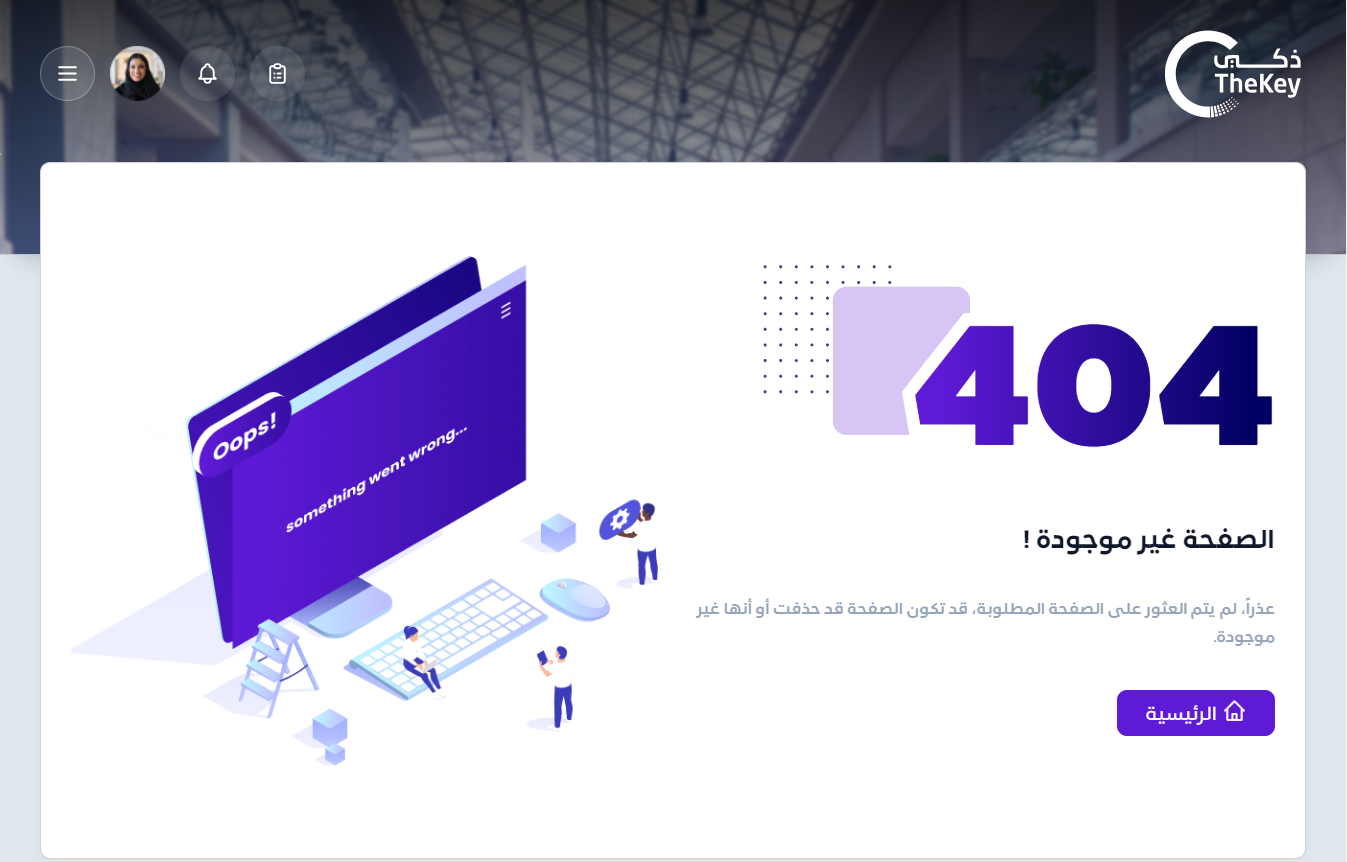 ذكـي
TheKey
404
الصفحة غير موجودة !
عذراً، لم يتم العثور على الصفحة المطلوبة، قد تكون الصفحة قد حذفت أو أنها غير
موجودة.
الرئيسية
Oops!
something went wrong...